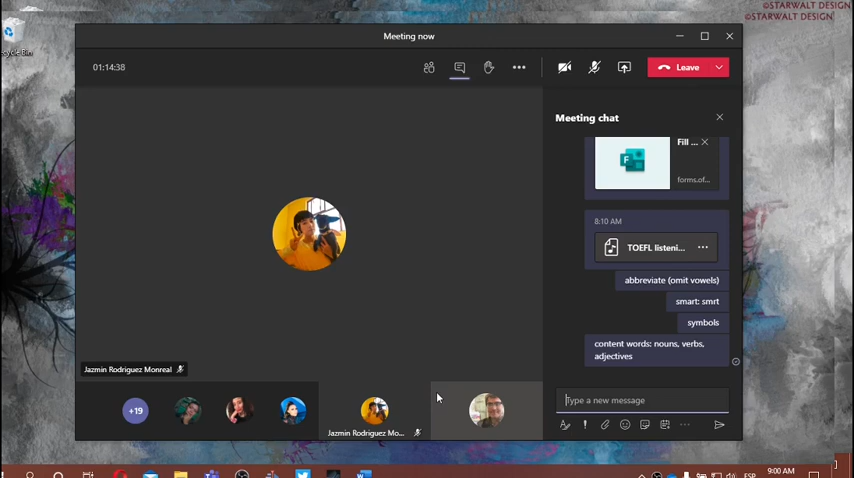 ©STARWALT DESIGN
©STARWALT DESIGN
ecycle Bin
Meeting now
01:14:38
Leave
Meeting chat
Fill ...
forms.of...
8:10 AM
TOEFL listeni...
abbreviate (omit vowels)
smart: smrt
symbols
content words: nouns, verbs,
adjectives
Jazmin Rodriguez Monreal
+19
Jazmin Rodriguez Mo...
Type a new message
ESP
9:00 AM